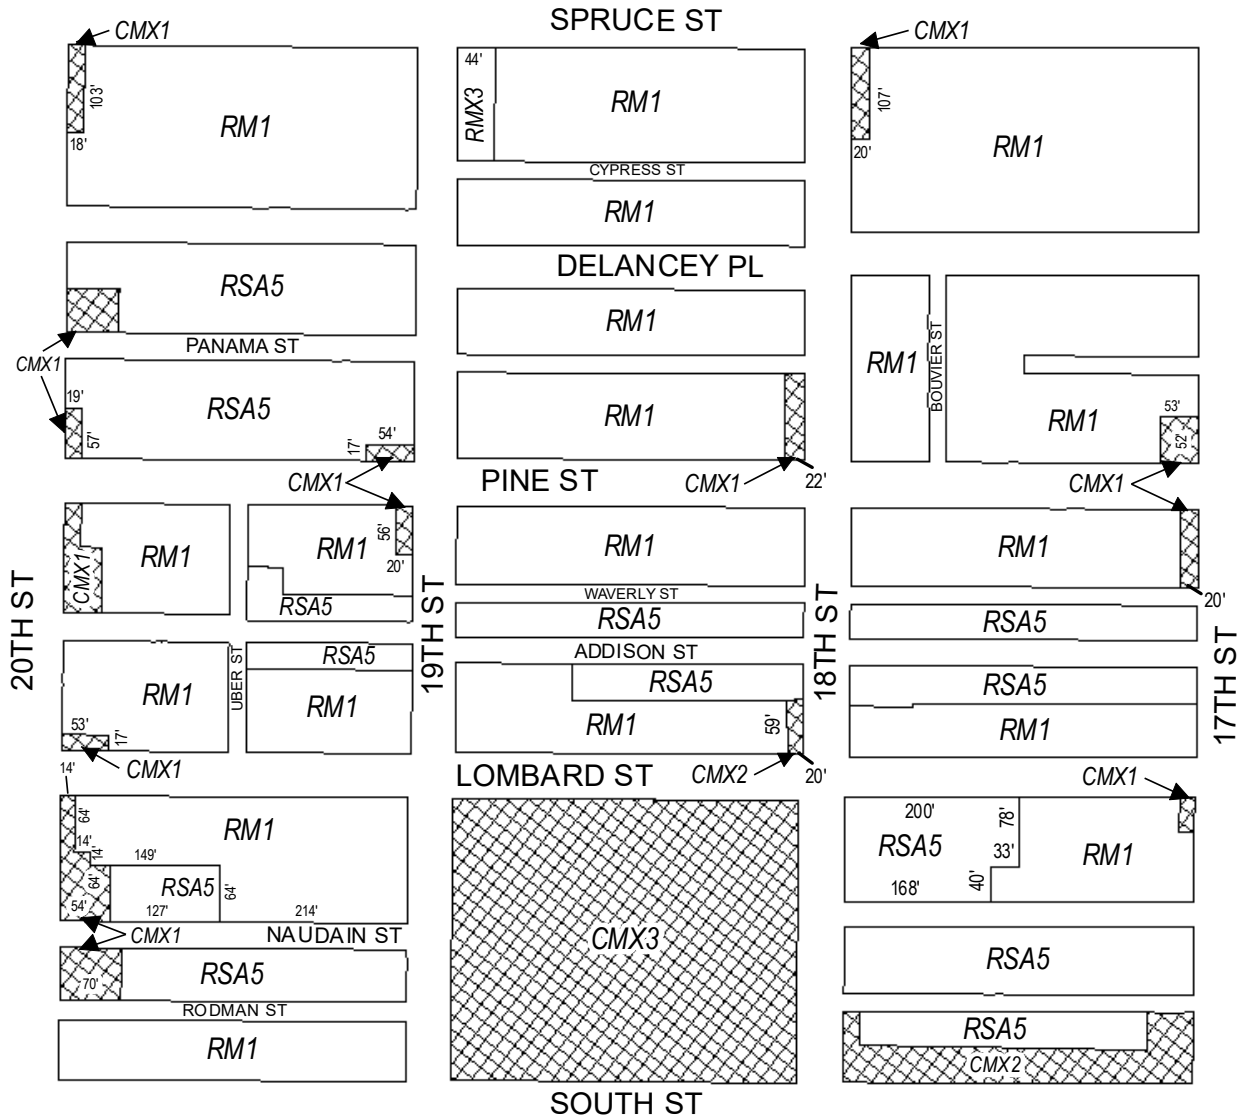 SPRUCE ST
CMX1
CMX1
103'
18'
RM1
44'
RMX3
RM1
107'
20'
RM1
CYPRESS ST
RM1
DELANCEY PL
RSA5
RM1
PANAMA ST
CMX1
RM1
BOUVIER ST
RM1
19'
57'
RSA5
17'
54'
RM1
53'
52'
CMX1
PINE ST
CMX1
22'
CMX1
CMX1
RM1
RM1
56'
20'
RM1
RM1
20'
RSA5
WAVERLY ST
RSA5
RSA5
20TH ST
19TH ST
18TH ST
17TH ST
UBER ST
RM1
RSA5
RM1
ADDISON ST
RSA5
RM1
59'
RSA5
RM1
53'
17'
CMX1
LOMBARD ST
CMX2
20'
CMX1
14'
64'
14'
14'
64'
54'
RM1
149'
RSA5
64'
127'
214'
200'
RSA5
78'
33'
168'
40'
RM1
CMX1
NAUDAIN ST
CMX3
70'
RSA5
RSA5
RODMAN ST
RM1
RSA5
CMX2
SOUTH ST